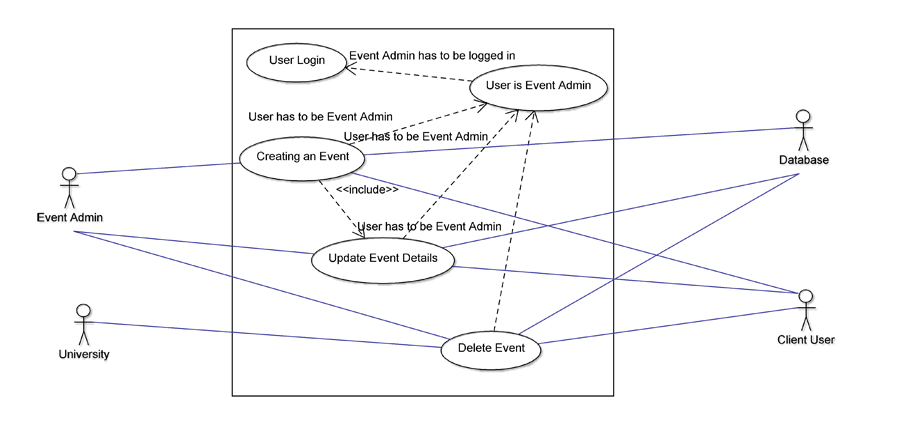 User Login
Event Admin has to be logged in
User is Event Admin
User has to be Event Admin
User has to be Event Admin
Creating an Event
Database
<<include>>
Event Admin
User has to be Event Admin
Update Event Details
Client User
University
Delete Event